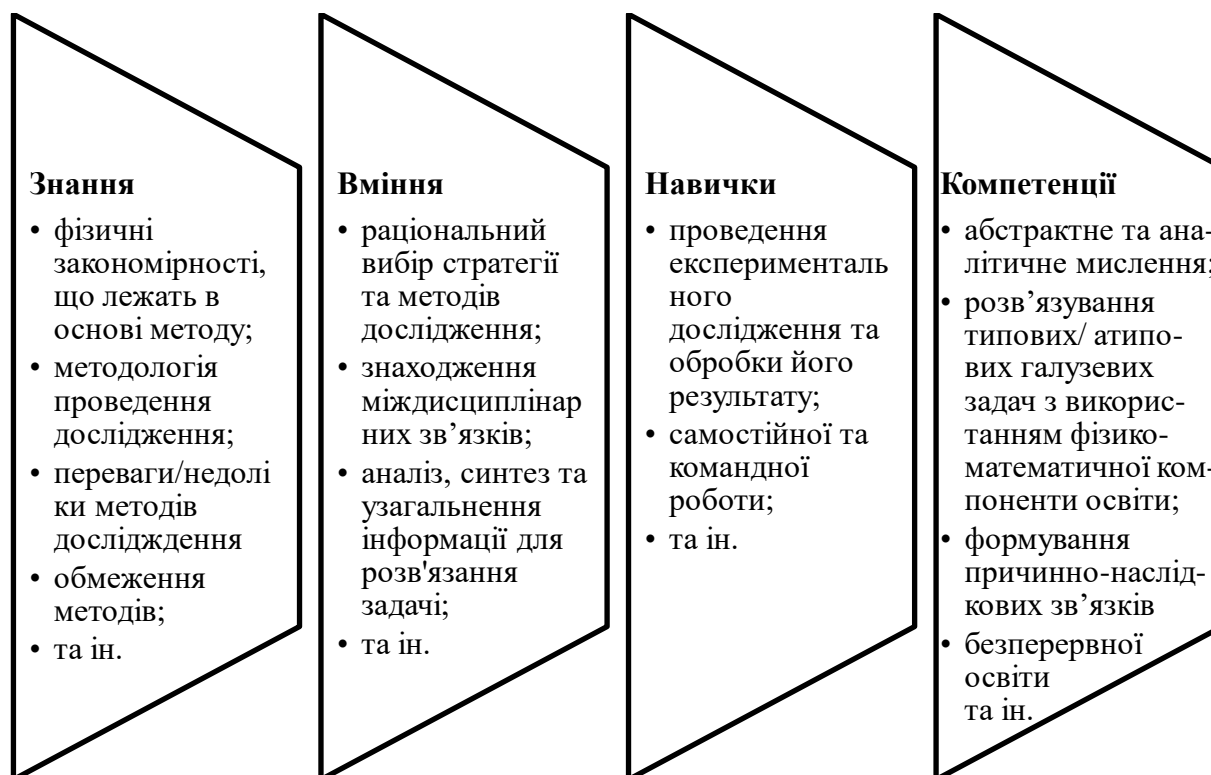 Знання
• фізичні
закономірності,
що лежать в
основі методу;
• методологія
проведення
дослідження;
• переваги/недолі
ки методів
досліджденння
• обмеження
методів;
• та ін.
Вміння
• раціональний
вибір стратегії
та методів
дослідження;
• знаходження
міждисциплінар
них зв’язків;
• аналіз, синтез та
узагальнення
інформації для
розв'язання
задачі;
• та ін.
Навички
• проведення
експерименталь
ного
дослідження та
обробки його
результату;
• самостійної та
командної
роботи;
• та ін.
Компетенції
• абстрактне та ана-
літичне мислення;
• розв’язування
типових/ атипо-
вих галузевих
задач з викорис-
танням фізико-
математичної ком-
поненти освіти;
• формування
причинно-наслід-
кових зв’язків
• безперервної
освіти
та ін.